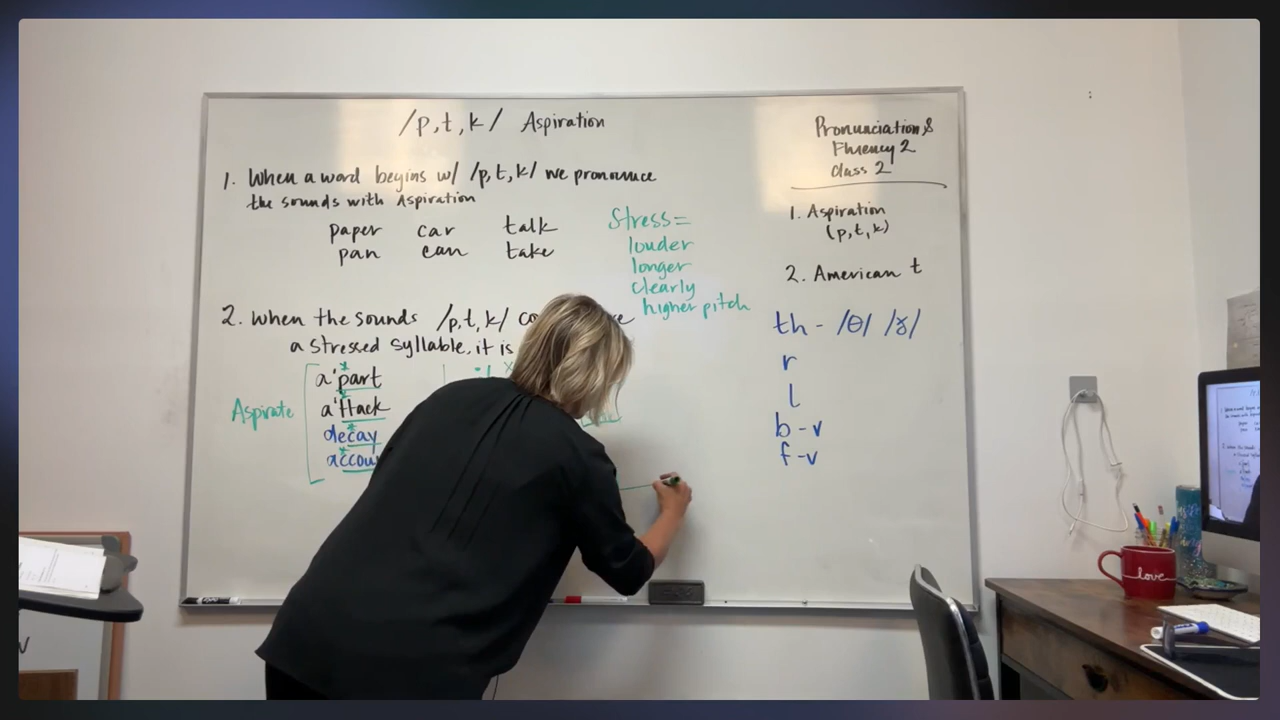 /p, t, k/ Aspiration
1. When a word begins w/ /p, t, k/ we pronounce
the sounds with Aspiration
paper car talk
pan can take
Stress=
louder
longer
clearly
higher pitch
2. When the sounds /p, t, k/
a stressed syllable, it is
Aspirate
a'part
a'ttack
decay
Pronunciation &
Fluency 2
Class 2
1. Aspiration
(p, t, k)
2. American t
th - /θ/ /ɤ/
r
l
b - v
f - v
love